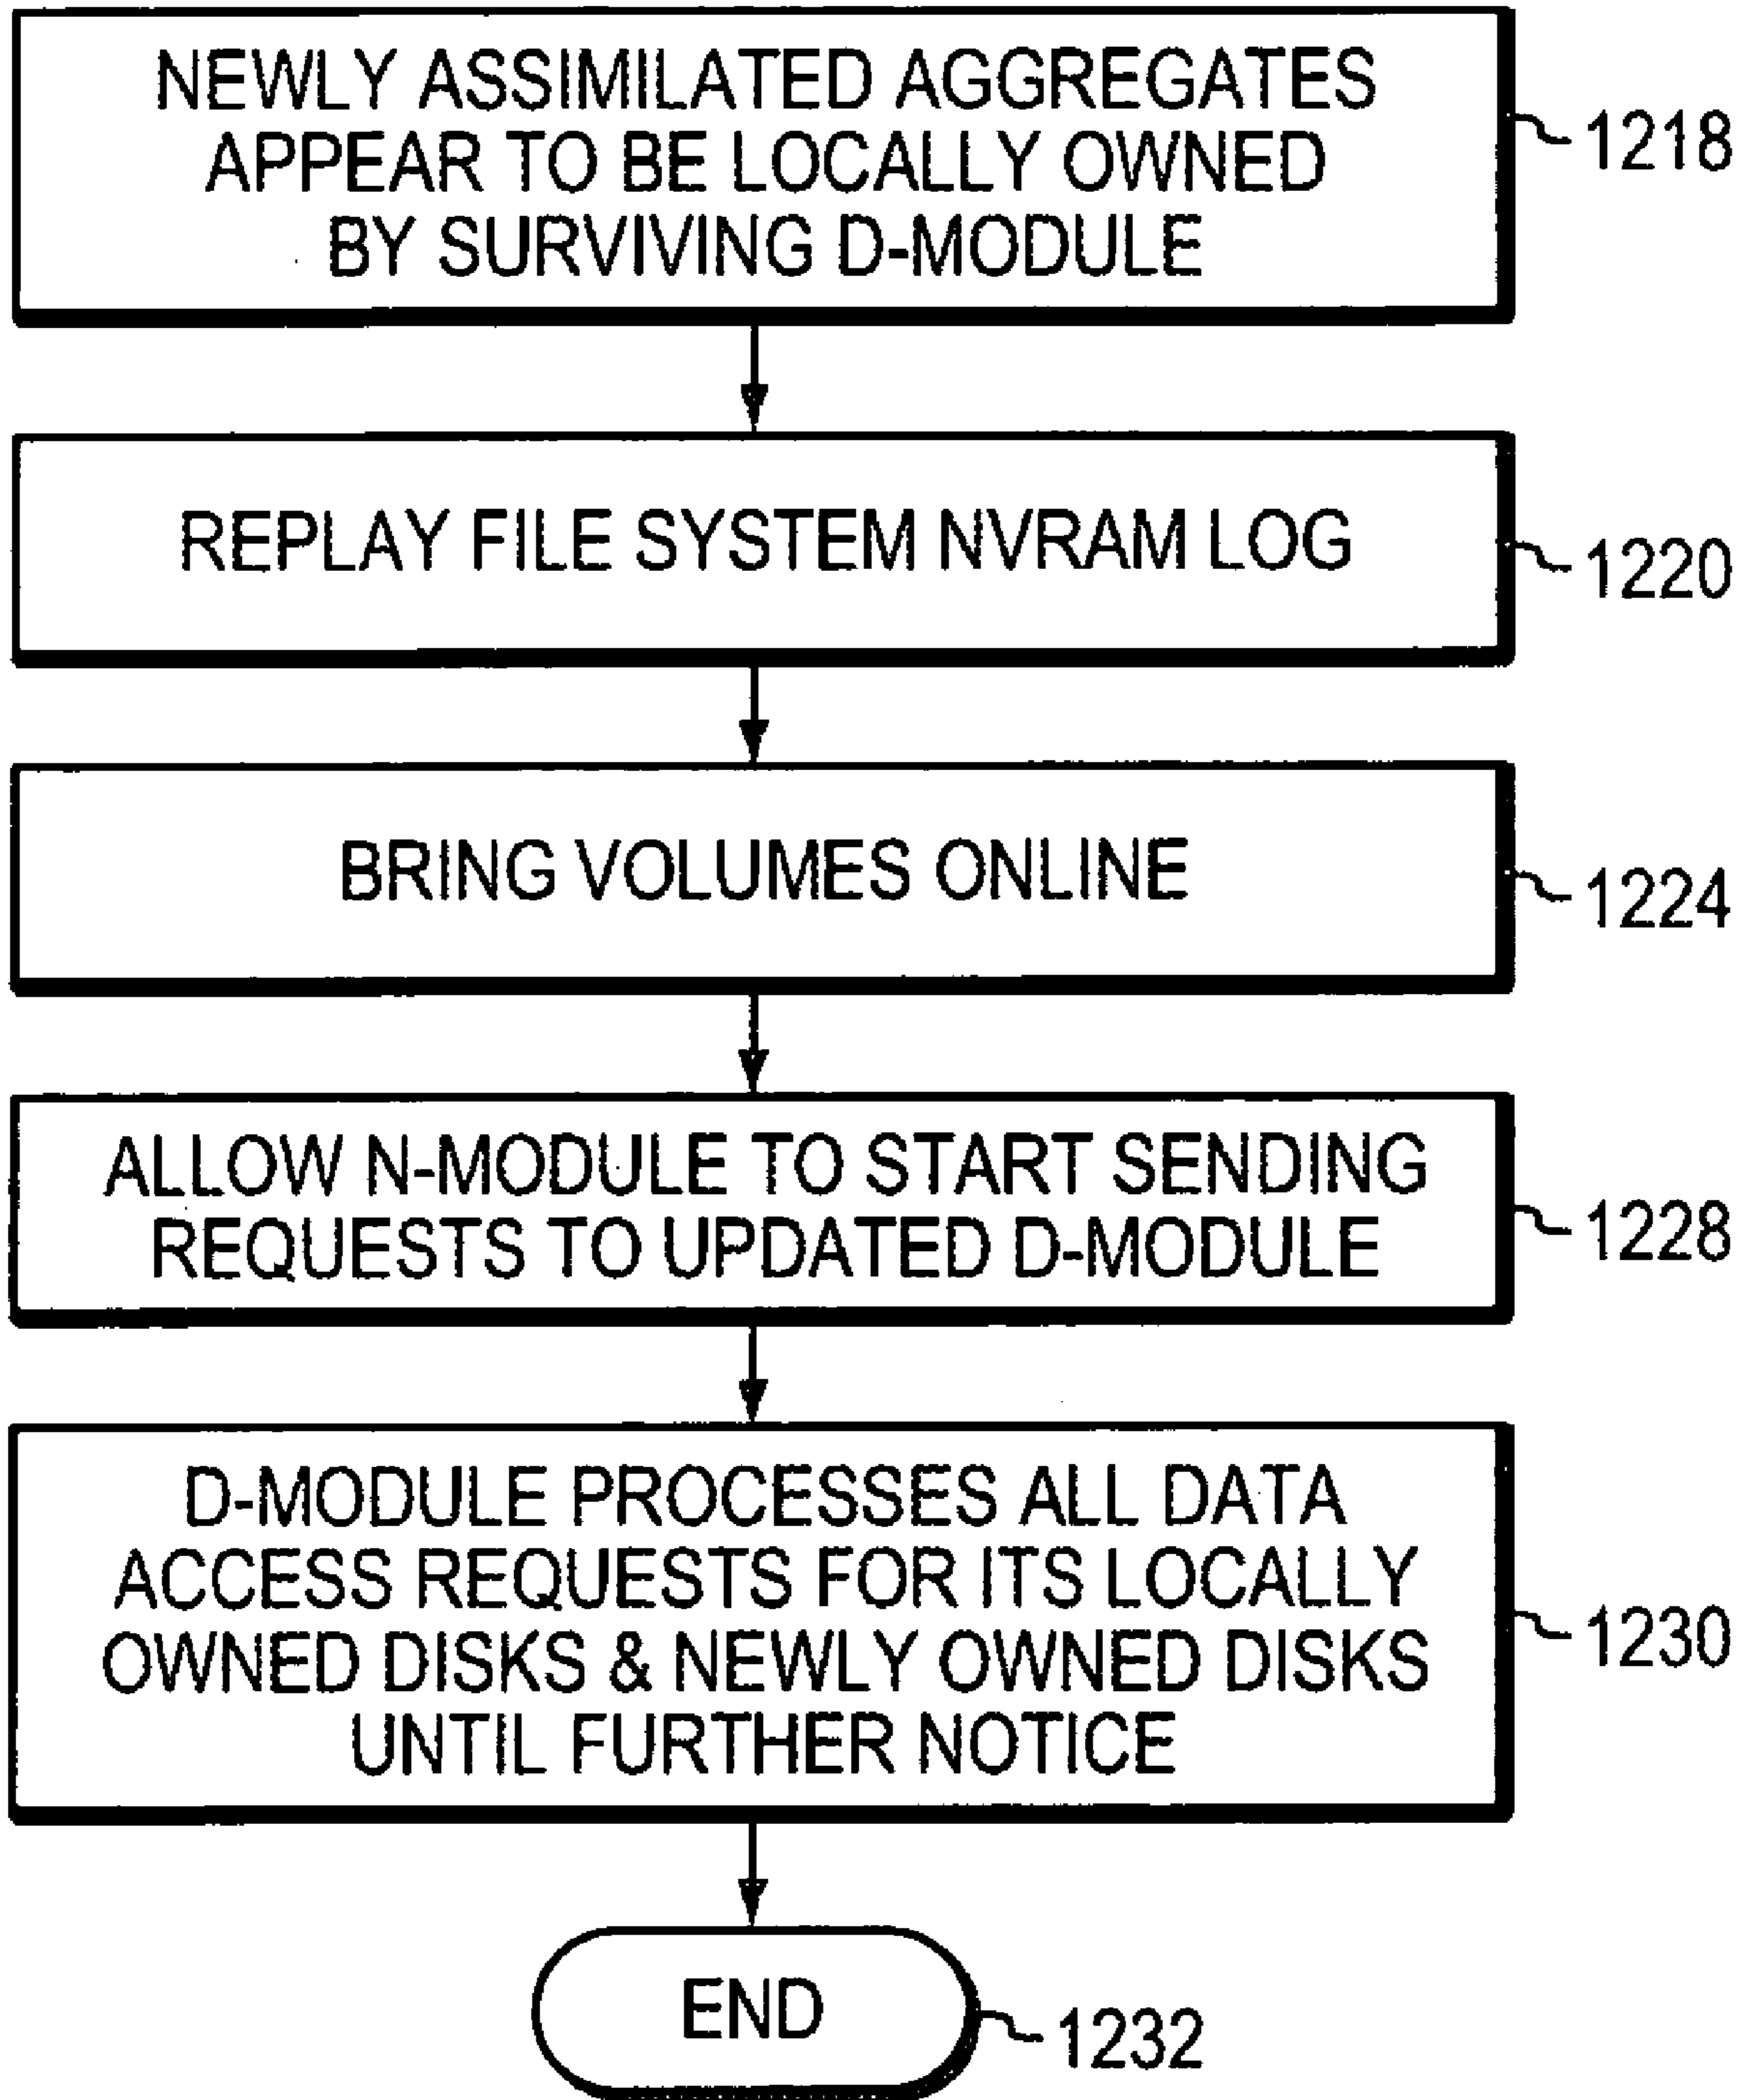 NEWLY ASSIMILATED AGGREGATES
APPEAR TO BE LOCALLY OWNED
BY SURVIVING D-MODULE
1218
REPLAY FILE SYSTEM NVRAM LOG
1220
BRING VOLUMES ONLINE
1224
ALLOW N-MODULE TO START SENDING
REQUESTS TO UPDATED D-MODULE
1228
D-MODULE PROCESSES ALL DATA
ACCESS REQUESTS FOR ITS LOCALLY
OWNED DISKS & NEWLY OWNED DISKS
UNTIL FURTHER NOTICE
1230
END
1232